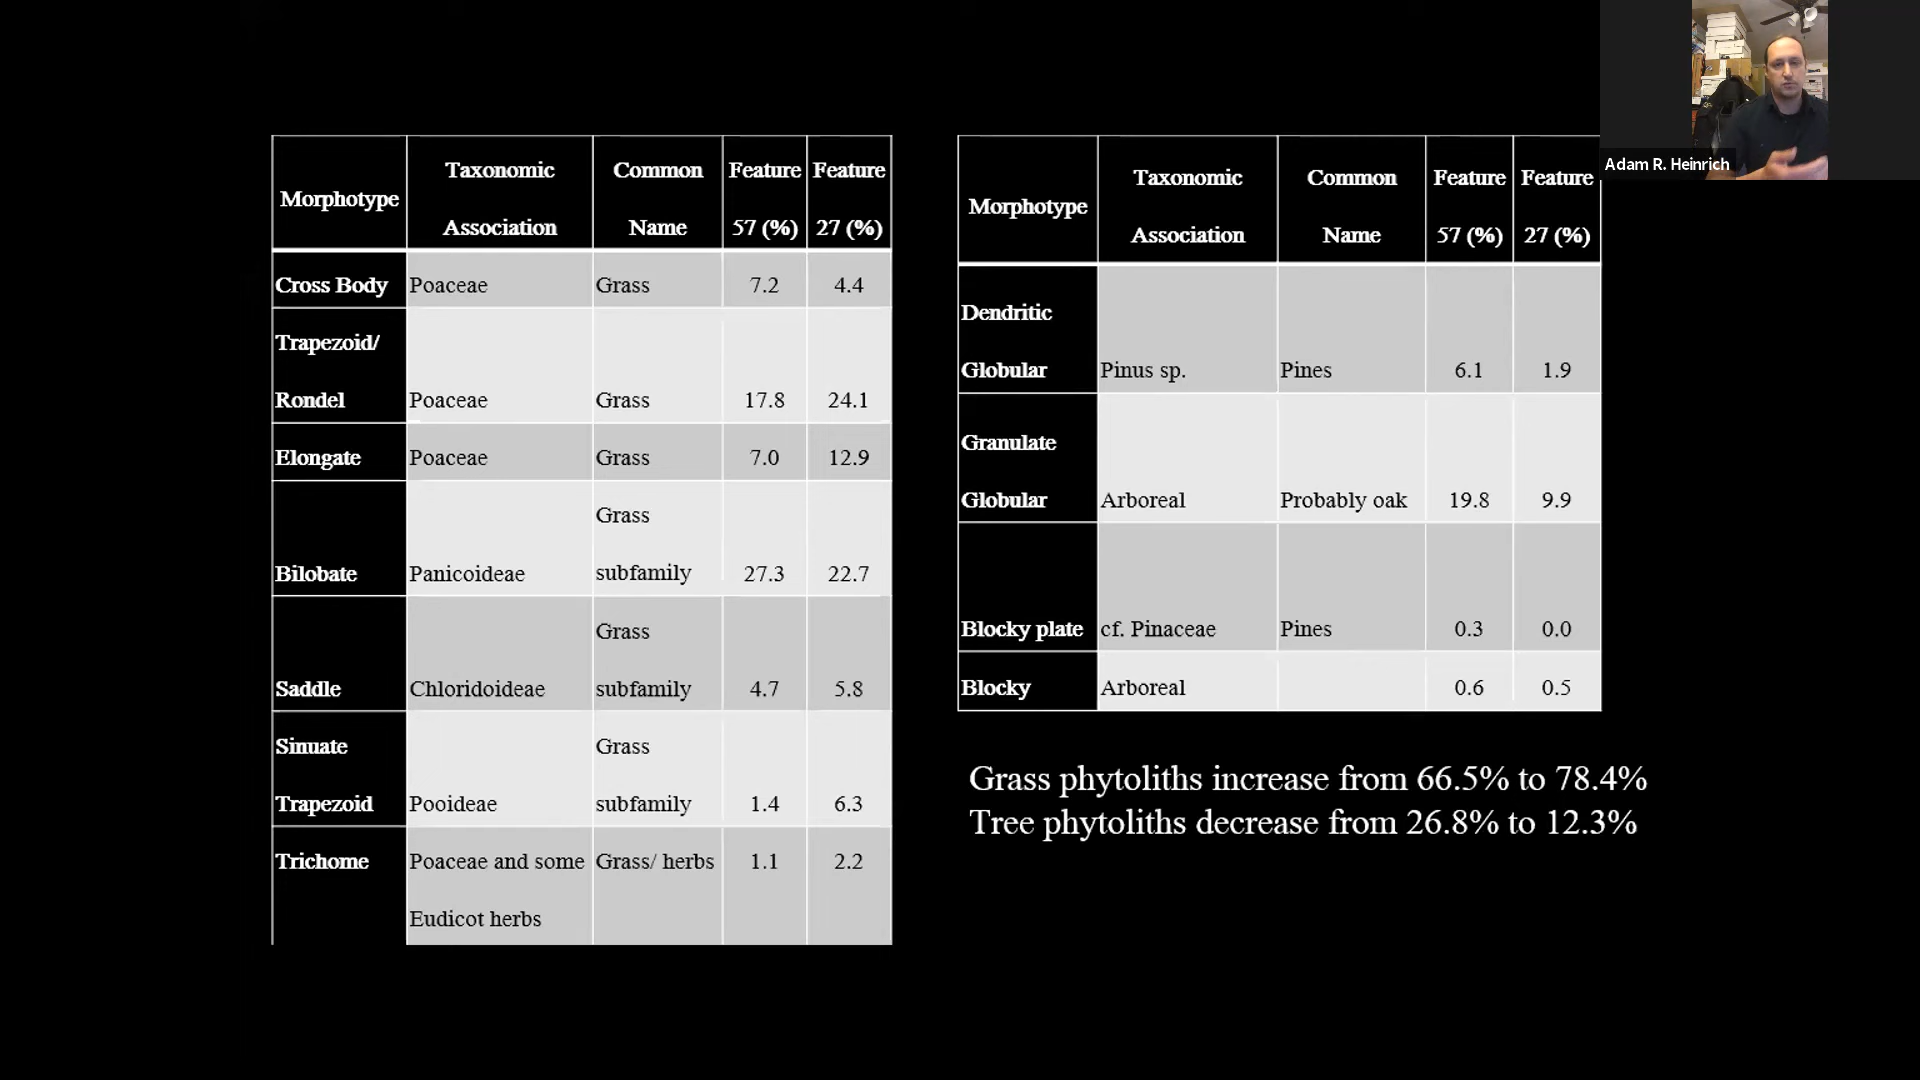 Adam R. Heinrich
Morphotype Taxonomic Association Common Name Feature 57 (%) Feature 27 (%)
Cross Body Poaceae Grass 7.2 4.4
Trapezoid/ Rondel Poaceae Grass 17.8 24.1
Elongate Poaceae Grass 7.0 12.9
Bilobate Panicoideae Grass subfamily 27.3 22.7
Saddle Chloridoideae Grass subfamily 4.7 5.8
Sinuate Trapezoid Pooideae Grass subfamily 1.4 6.3
Trichome Poaceae and some Eudicot herbs Grass/ herbs 1.1 2.2
Morphotype Taxonomic Association Common Name Feature 57 (%) Feature 27 (%)
Dendritic Globular Pinus sp. Pines 6.1 1.9
Granulate Globular Arboreal Probably oak 19.8 9.9
Blocky plate cf. Pinaceae Pines 0.3 0.0
Blocky Arboreal 0.6 0.5
Grass phytoliths increase from 66.5% to 78.4%
Tree phytoliths decrease from 26.8% to 12.3%